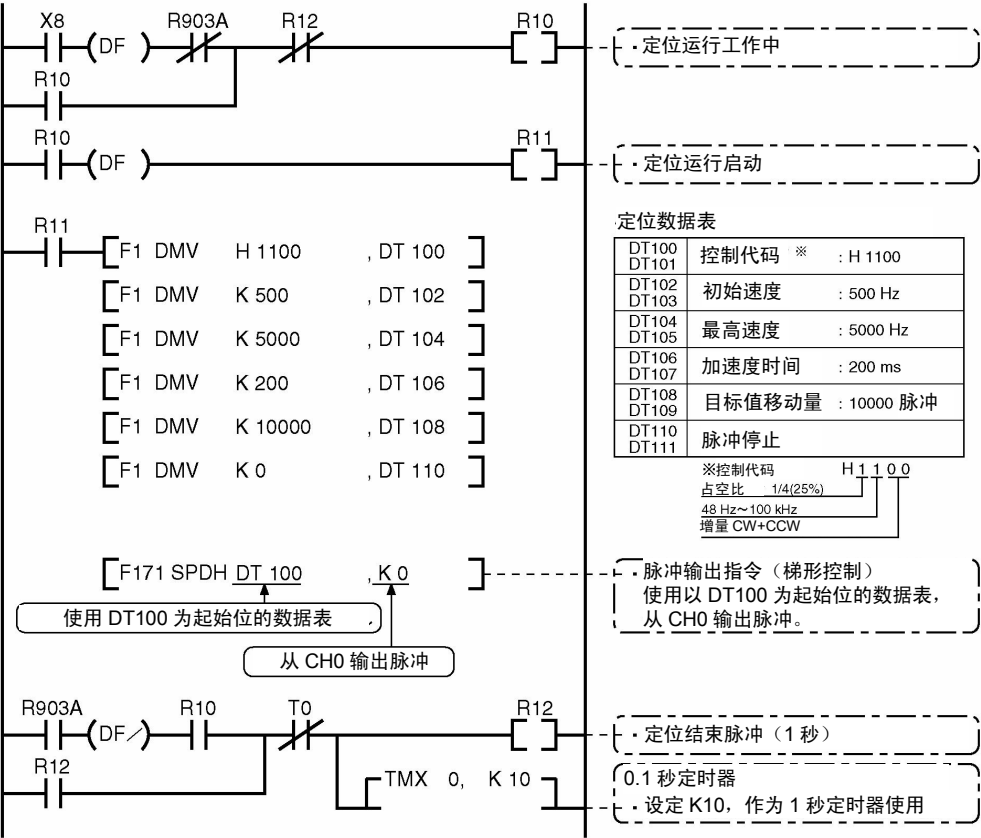 X8 R903A R12 R10
( DF ) 定位运行工作中
R10
R10 R11
( DF ) 定位运行启动
R11
F1 DMV H 1100 , DT 100
F1 DMV K 500 , DT 102
F1 DMV K 5000 , DT 104
F1 DMV K 200 , DT 106
F1 DMV K 10000 , DT 108
F1 DMV K 0 , DT 110
定位数据表
DT100
DT101 控制代码 ※ : H 1100
DT102
DT103 初始速度 : 500 Hz
DT104
DT105 最高速度 : 5000 Hz
DT106
DT107 加速度时间 : 200 ms
DT108
DT109 目标值移动量 : 10000 脉冲
DT110
DT111 脉冲停止
※控制代码 H 1 1 0 0
占空比 1/4(25%)
48 Hz～100 kHz
增量 CW+CCW
F171 SPDH DT 100 , K 0
使用 DT100 为起始位的数据表
从 CH0 输出脉冲
·脉冲输出指令（梯形控制）
使用以 DT100 为起始位的数据表，
从 CH0 输出脉冲。
R903A R10 T0 R12
( DF／ ) ·定位结束脉冲（1 秒）
R12
TMX 0, K 10
0.1 秒定时器
·设定 K10，作为 1 秒定时器使用